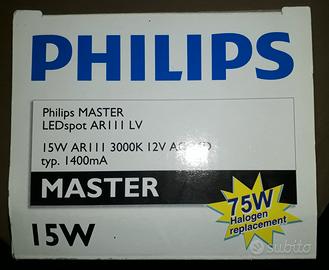 PHILIPS
Philips MASTER
LEDspot AR111 LV
15W AR111 3000K 12V
typ. 1400mA
MASTER
75W
Halogen
replacement
15W
subito